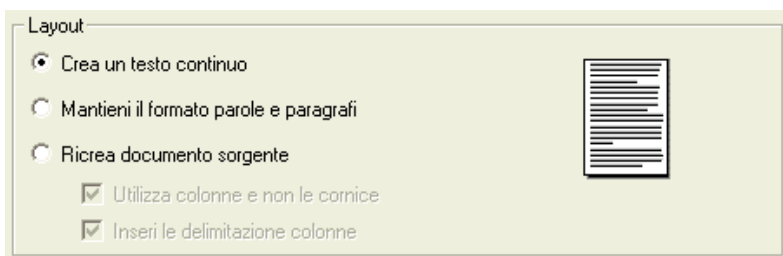 Layout
Crea un testo continuo
Mantieni il formato parole e paragrafi
Ricrea documento sorgente
Utilizza colonne e non le cornice
Inseri le delimitazione colonne